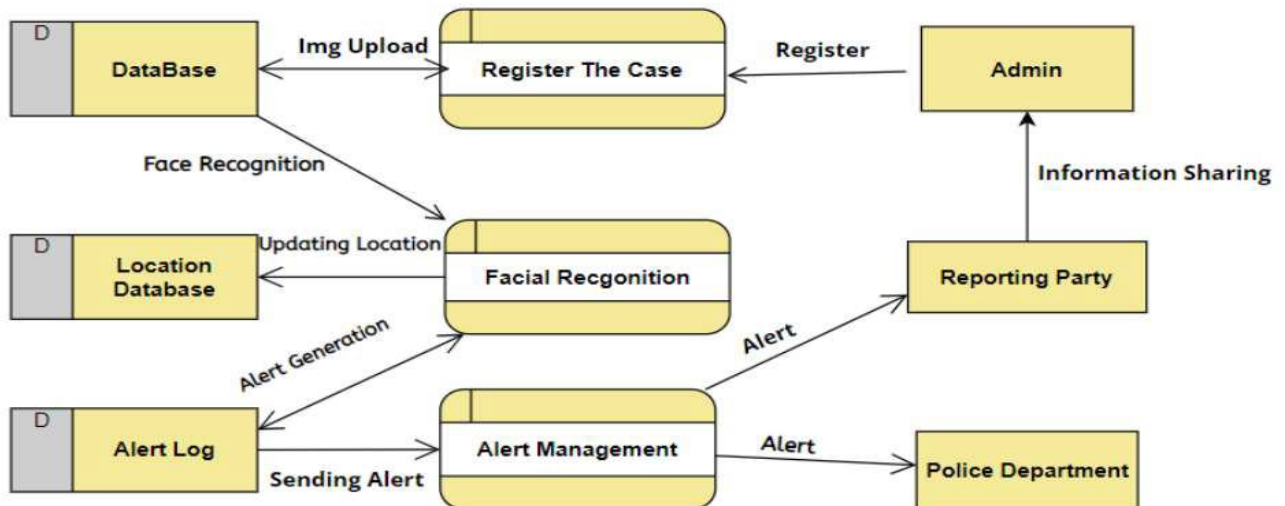 D
DataBase
Img Upload
Register The Case
Register
Admin
Face Recognition
Information Sharing
D
Location
Database
Updating Location
Facial Recgonition
Reporting Party
Alert Generation
Alert
D
Alert Log
Sending Alert
Alert Management
Alert
Police Department